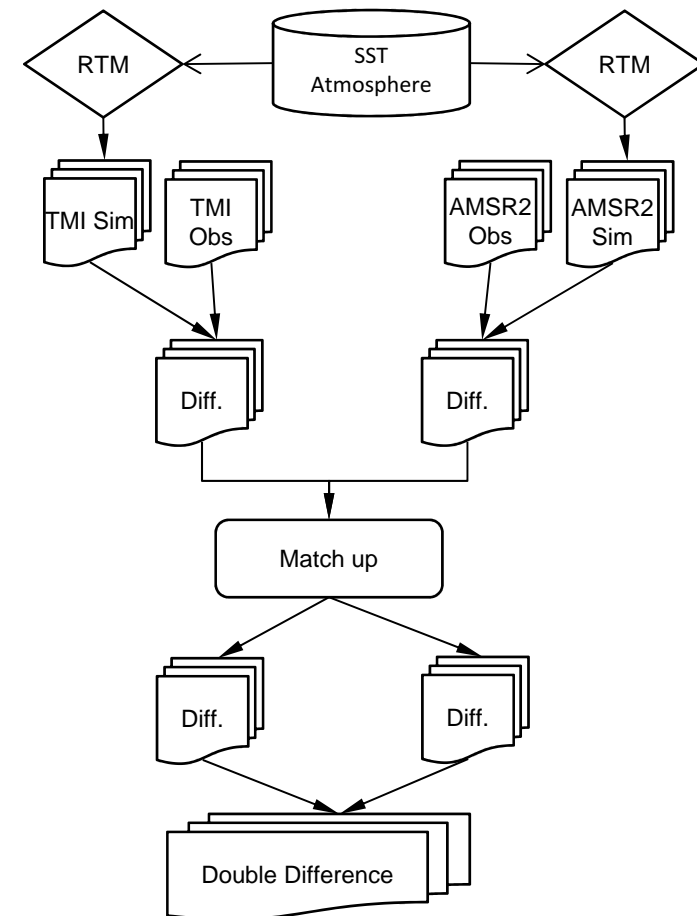 RTM
SST
Atmosphere
RTM
TMI Sim
TMI
Obs
AMSR2
Obs
AMSR2
Sim
Diff.
Diff.
Match up
Diff.
Diff.
Double Difference